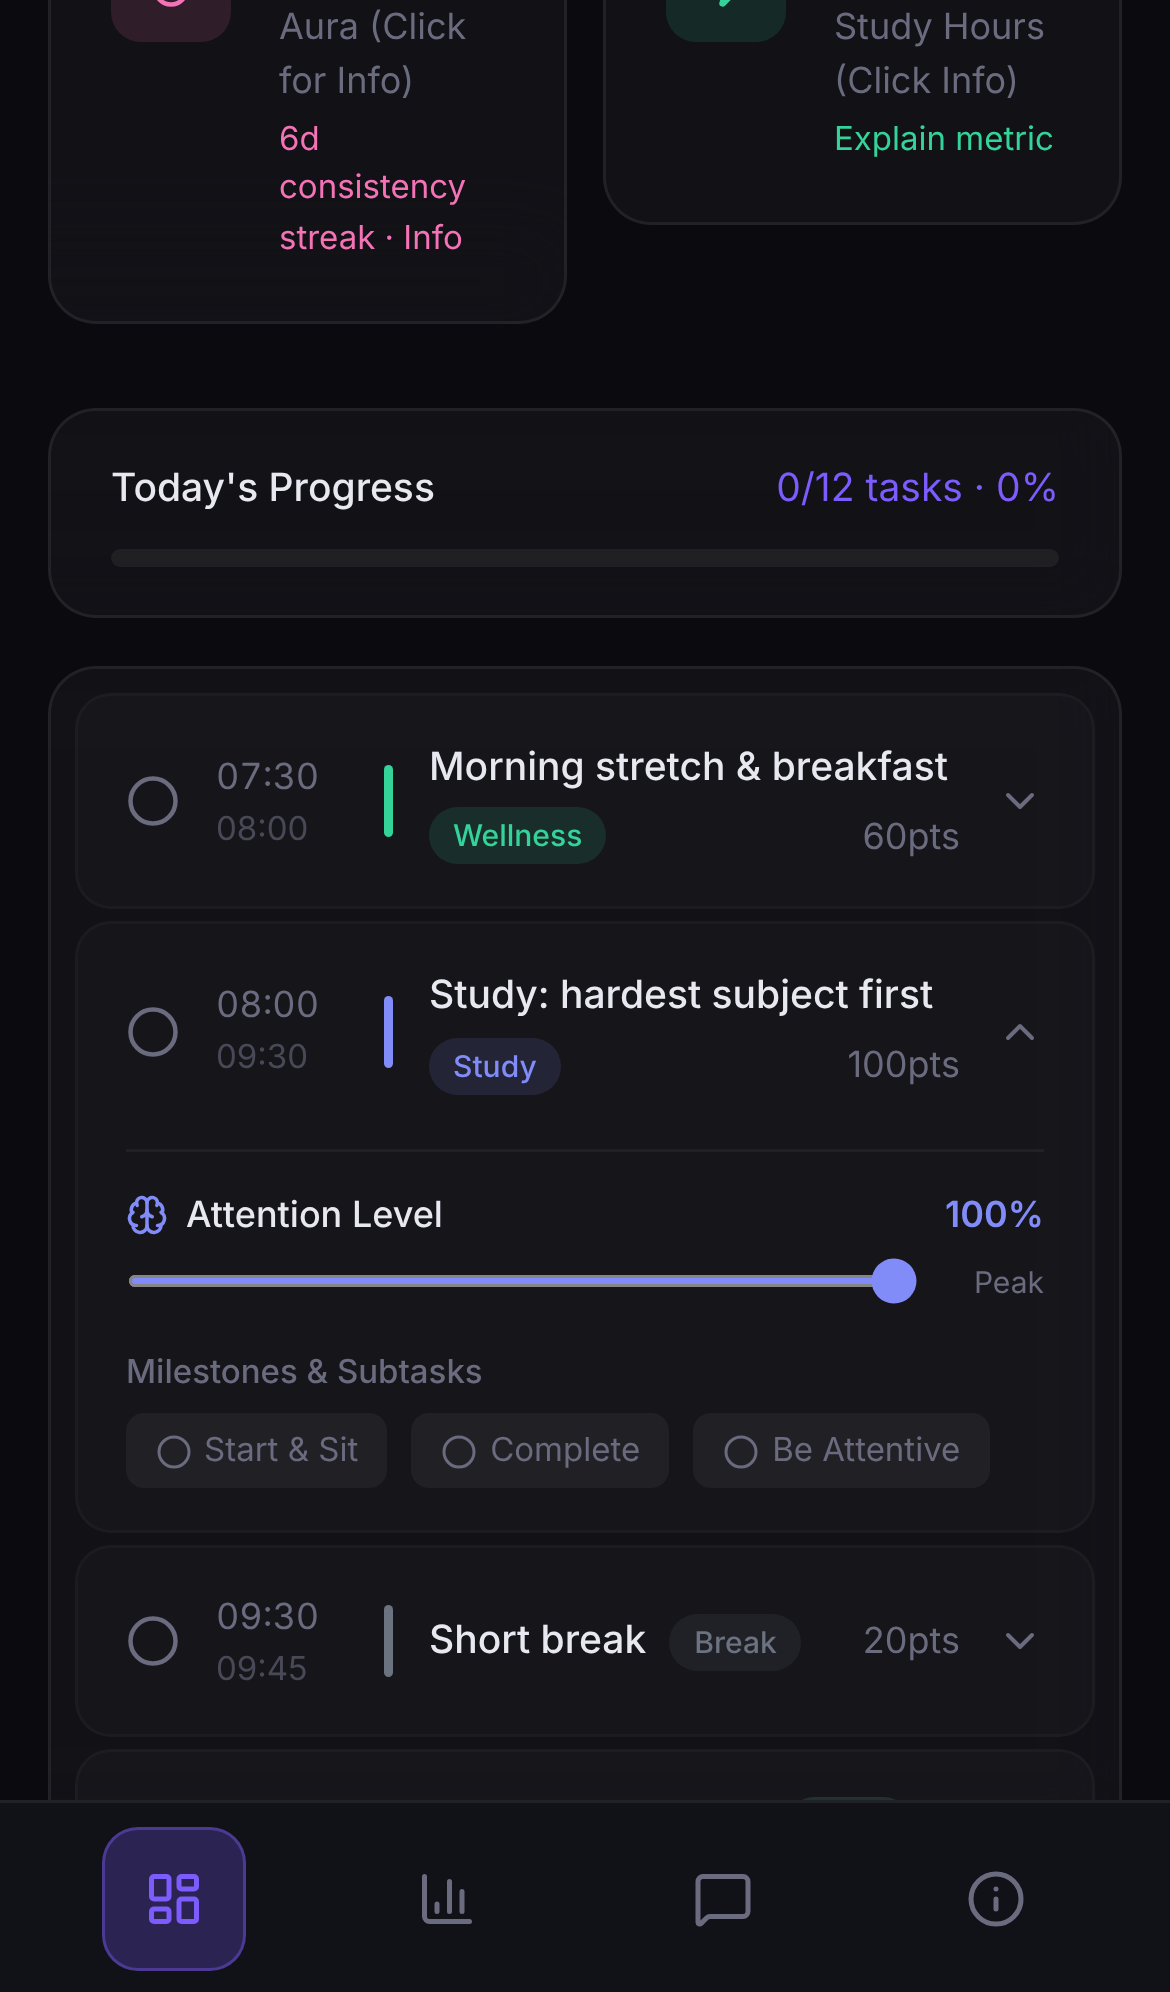 Aura (Click
for Info)
6d
consistency
streak · Info
Study Hours
(Click Info)
Explain metric
Today's Progress
0/12 tasks · 0%
07:30
08:00
Morning stretch & breakfast
Wellness
60pts
08:00
09:30
Study: hardest subject first
Study
100pts
Attention Level
100%
Peak
Milestones & Subtasks
Start & Sit
Complete
Be Attentive
09:30
09:45
Short break
Break
20pts